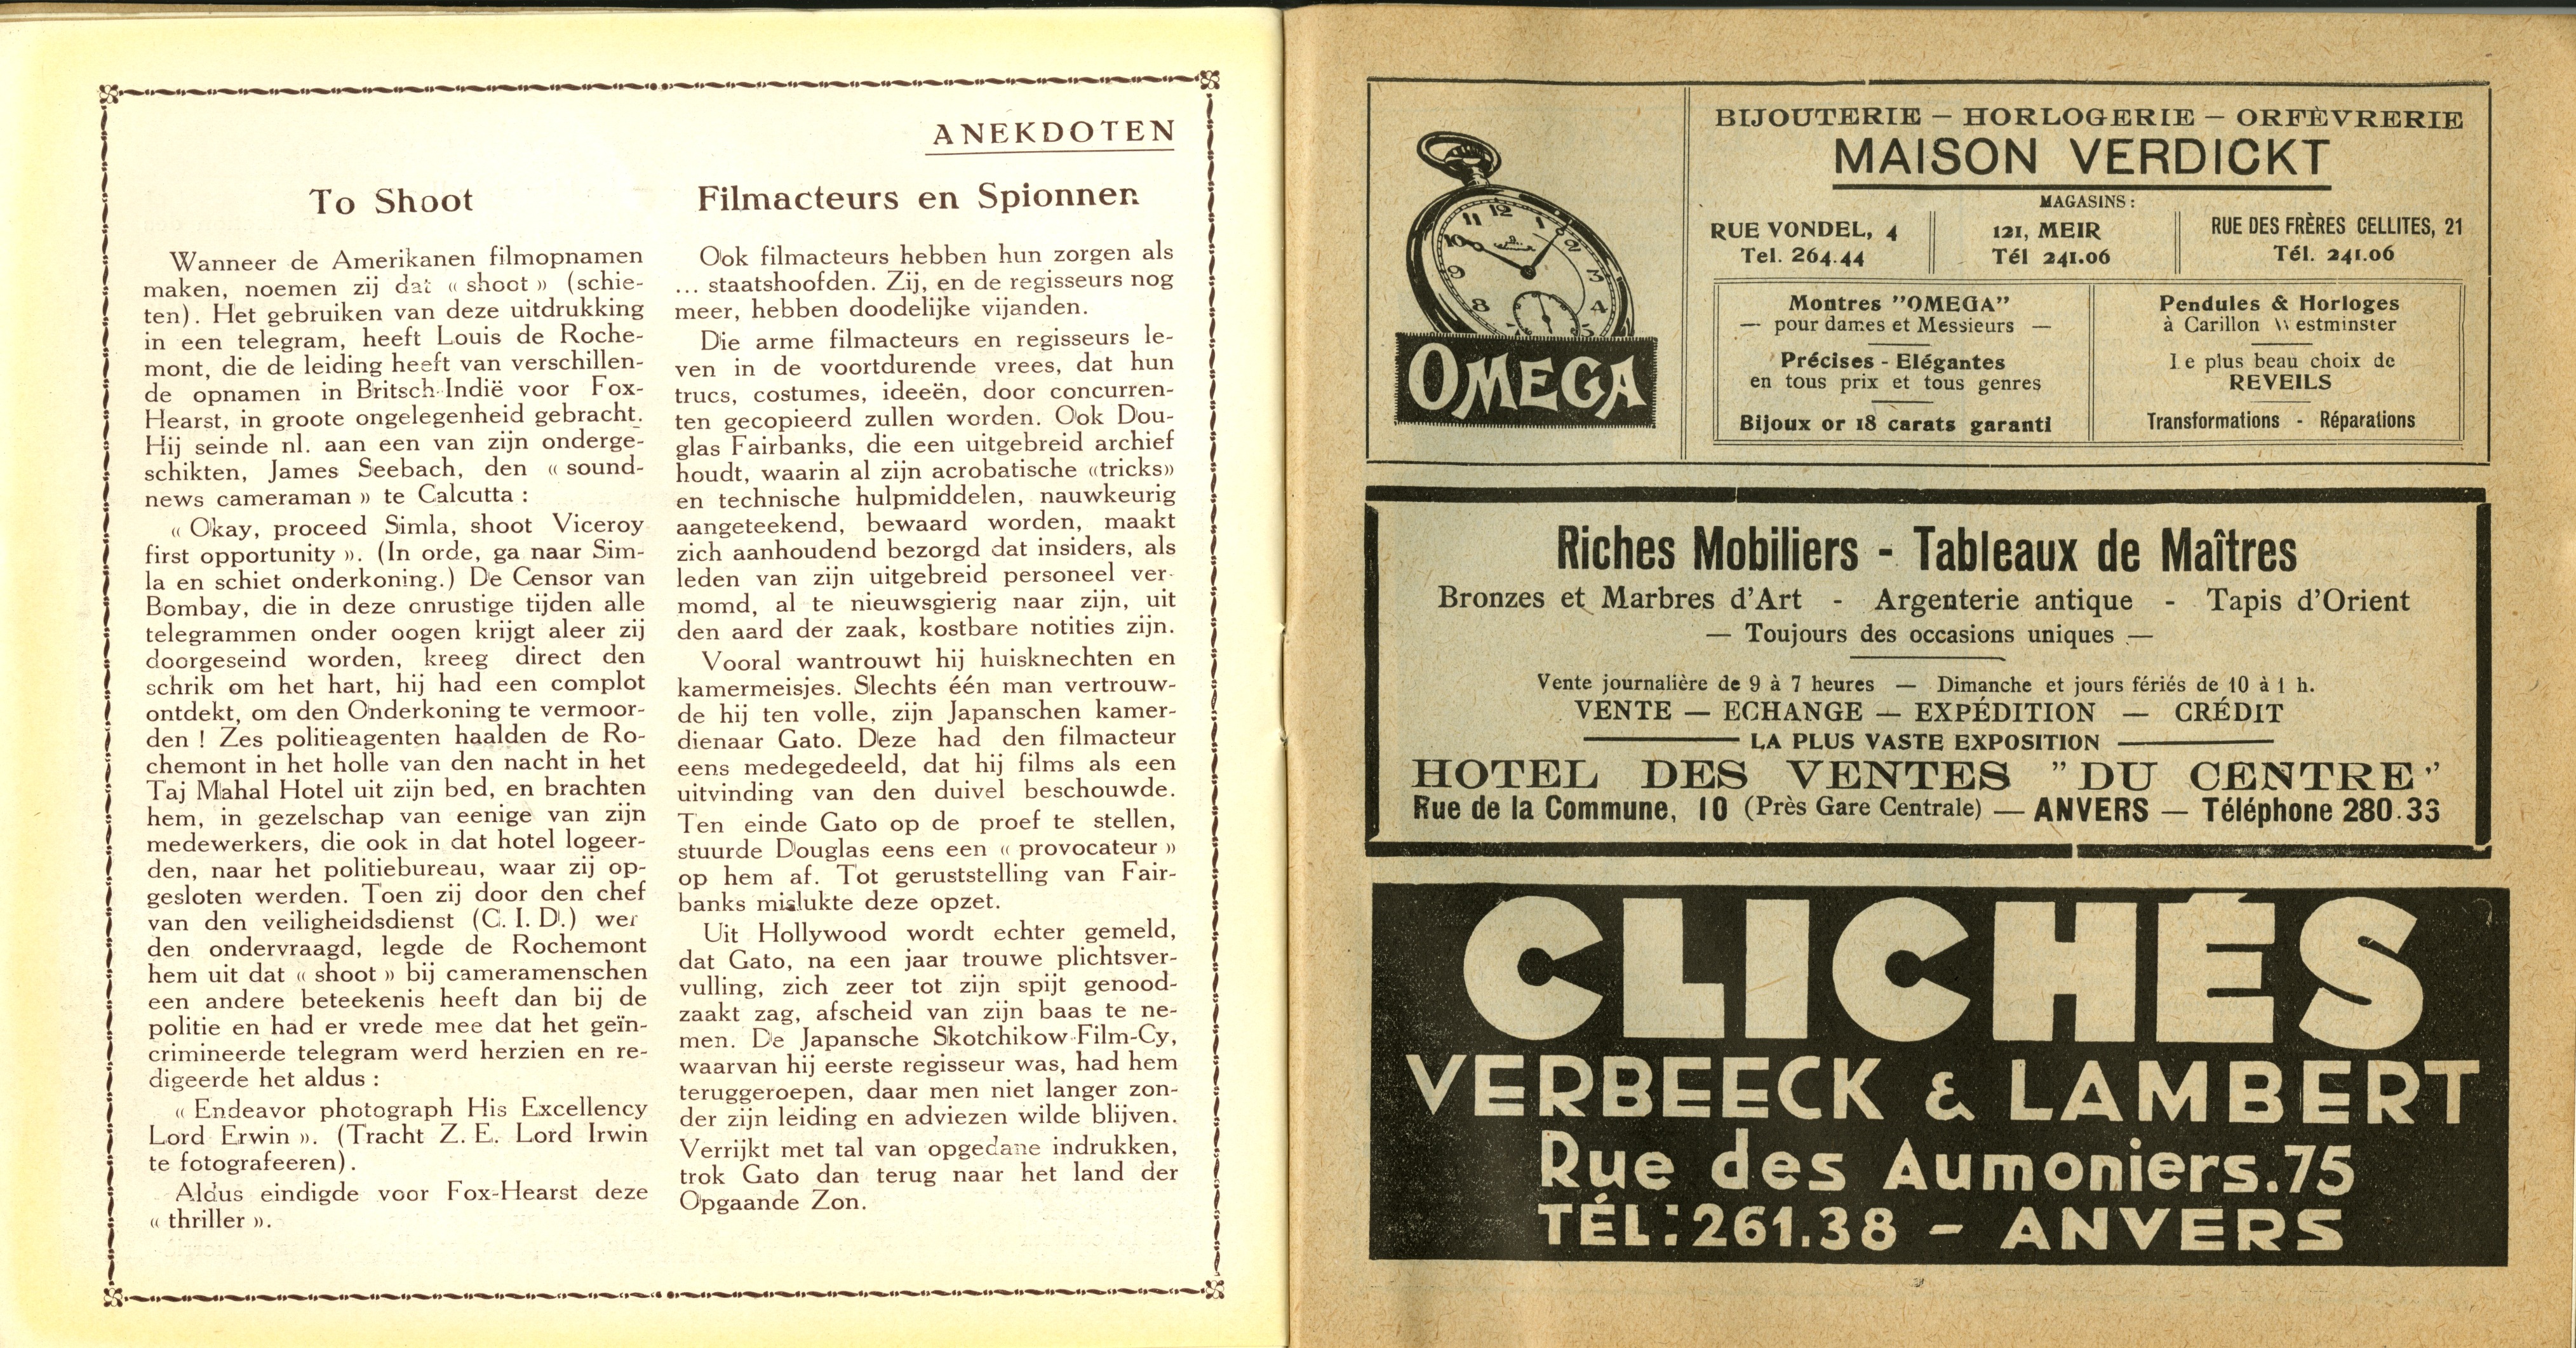 ANEKDOTEN
To Shoot
Wanneer de Amerikanen filmopnamen
maken, noemen zij dat « shoot » (schie-
ten). Het gebruiken van deze uitdrukking
in een telegram, heeft Louis de Roche-
mont, die de leiding heeft van verschillen-
de opnamen in Britsch-Indië voor Fox-
Hearst, in groote ongelegenheid gebracht.
Hij seinde nl. aan een van zijn onderge-
schikten, James Seebach, den « sound-
news cameraman » te Calcutta :
« Okay, proceed Simla, shoot Viceroy
first opportunity ». (In orde, ga naar Sim-
la en schiet onderkoning.) De Censor van
Bombay, die in deze onrustige tijden alle
telegrammen onder oogen krijgt aleer zij
doorgeseind worden, kreeg direct den
schrik om het hart, hij had een complot
ontdekt, om den Onderkoning te vermoor-
den ! Zes politieagenten haalden de Ro-
chemont in het holle van den nacht in het
Taj Mahal Hotel uit zijn bed, en brachten
hem, in gezelschap van eenige van zijn
medewerkers, die ook in dat hotel logeer-
den, naar het politiebureau, waar zij op-
gesloten werden. Toen zij door den chef
van den veiligheidsdienst (C. I. D.) wer
den ondervraagd, legde de Rochemont
hem uit dat « shoot » bij cameramenschen
een andere beteekenis heeft dan bij de
politie en had er vrede mee dat het geïn-
crimineerde telegram werd herzien en re-
digeerde het aldus :
« Endeavor photograph His Excellency
Lord Erwin ». (Tracht Z. E. Lord Irwin
te fotografeeren).
Aldus eindigde voor Fox-Hearst deze
« thriller ».
Filmacteurs en Spionnen
Ook filmacteurs hebben hun zorgen als
... staatshoofden. Zij, en de regisseurs nog
meer, hebben doodelijke vijanden.
Die arme filmacteurs en regisseurs le-
ven in de voortdurende vrees, dat hun
trucs, costumes, ideeën, door concurren-
ten gecopieerd zullen worden. Ook Dou-
glas Fairbanks, die een uitgebreid archief
houdt, waarin al zijn acrobatische «tricks»
en technische hulpmiddelen, nauwkeurig
aangeteekend, bewaard worden, maakt
zich aanhoudend bezorgd dat insiders, als
leden van zijn uitgebreid personeel ver-
momd, al te nieuwsgierig naar zijn, uit
den aard der zaak, kostbare notities zijn.
Vooral wantrouwt hij huisknechten en
kamermeisjes. Slechts één man vertrouw-
de hij ten volle, zijn Japanschen kamer-
dienaar Gato. Deze had den filmacteur
eens medegedeeld, dat hij films als een
uitvinding van den duivel beschouwde.
Ten einde Gato op de proef te stellen,
stuurde Douglas eens een « provocateur »
op hem af. Tot geruststelling van Fair-
banks mislukte deze opzet.
Uit Hollywood wordt echter gemeld,
dat Gato, na een jaar trouwe plichtsver-
vulling, zich zeer tot zijn spijt genood-
zaakt zag, afscheid van zijn baas te ne-
men. De Japansche Skotchikow-Film-Cy,
waarvan hij eerste regisseur was, had hem
teruggeroepen, daar men niet langer zon-
der zijn leiding en adviezen wilde blijven.
Verrijkt met tal van opgedane indrukken,
trok Gato dan terug naar het land der
Opgaande Zon.
11 12 1 2 3 4 8 9 10
OMEGA
BIJOUTERIE — HORLOGERIE — ORFÈVRERIE
MAISON VERDICKT
MAGASINS :
RUE VONDEL, 4
Tel. 264.44
121, MEIR
Tél 241.06
RUE DES FRÈRES CELLITES, 21
Tél. 241.06
Montres "OMEGA"
— pour dames et Messieurs —
Précises - Elégantes
en tous prix et tous genres
Bijoux or 18 carats garanti
Pendules & Horloges
à Carillon Westminster
Le plus beau choix de
REVEILS
Transformations - Réparations
Riches Mobiliers - Tableaux de Maîtres
Bronzes et Marbres d'Art - Argenterie antique - Tapis d'Orient
— Toujours des occasions uniques —
Vente journalière de 9 à 7 heures — Dimanche et jours fériés de 10 à 1 h.
VENTE — ECHANGE — EXPÉDITION — CRÉDIT
LA PLUS VASTE EXPOSITION
HOTEL DES VENTES "DU CENTRE"
Rue de la Commune, 10 (Près Gare Centrale) — ANVERS — Téléphone 280.33
CLICHÉS
VERBEECK & LAMBERT
Rue des Aumoniers.75
TÉL:261.38 - ANVERS